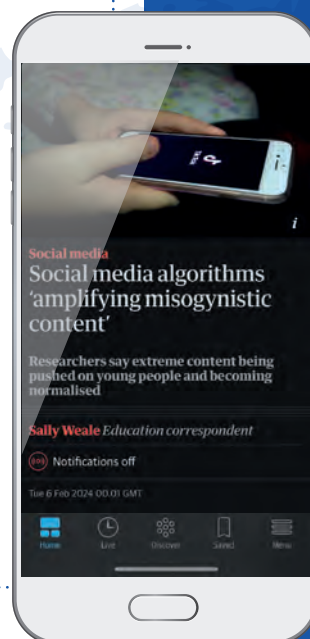 TikTok
i
Social media
Social media algorithms
‘amplifying misogynistic
content’
Researchers say extreme content being
pushed on young people and becoming
normalised
Sally Weale Education correspondent
Notifications off
Tue 6 Feb 2024 00.01 GMT
Home Live Discover Saved Menu